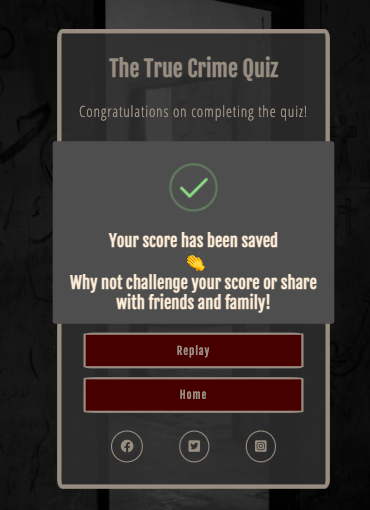 The True Crime Quiz
Congratulations on completing the quiz!
Your score has been saved
👏
Why not challenge your score or share
with friends and family!
Replay
Home